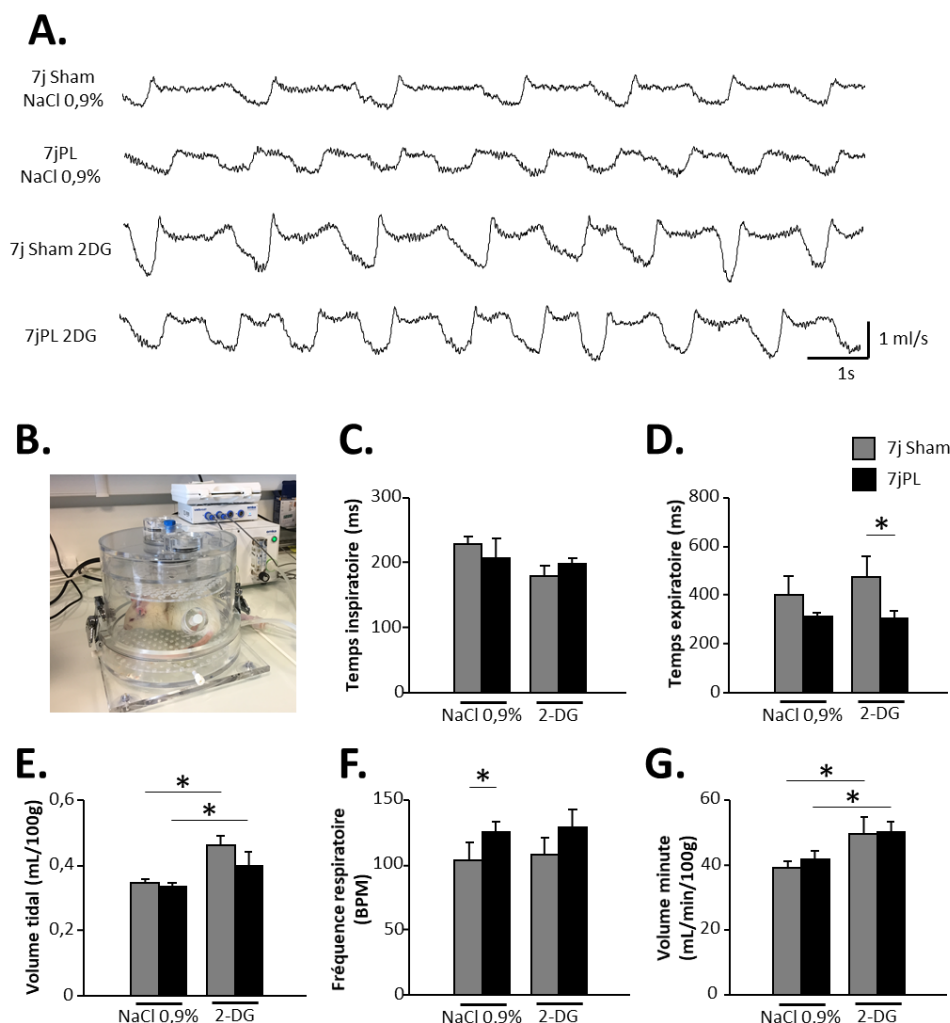 A.
7j Sham
NaCl 0,9%
7jPL
NaCl 0,9%
7j Sham 2DG
7jPL 2DG
1 ml/s
1s
B.
C.
Temps inspiratoire (ms)
300
200
100
0
NaCl 0,9%
2-DG
D.
7j Sham
7jPL
Temps expiratoire (ms)
800
600
400
200
0
*
NaCl 0,9%
2-DG
E.
Volume tidal (mL/100g)
0,6
0,4
0,2
0
*
*
NaCl 0,9%
2-DG
F.
Fréquence respiratoire
(BPM)
150
100
50
0
*
NaCl 0,9%
2-DG
G.
Volume minute
(mL/min/100g)
60
40
20
0
*
*
NaCl 0,9%
2-DG